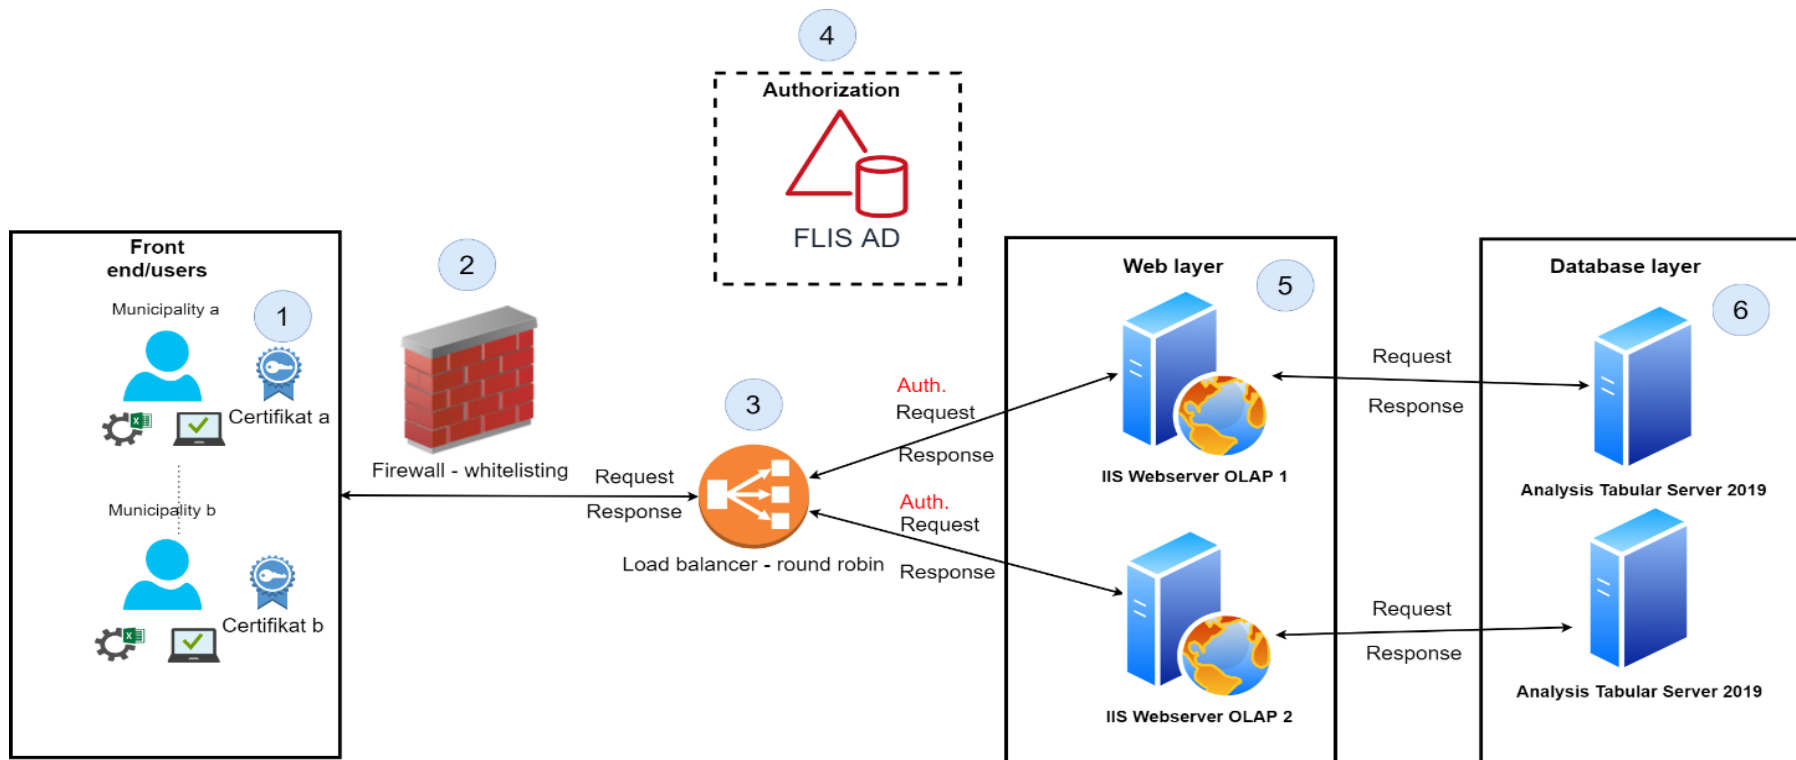 4
Authorization
FLIS AD
Front
end/users
Municipality a
1
Certifikat a
Municipality b
Certifikat b
2
Firewall - whitelisting
Request
Response
3
Load balancer - round robin
Auth.
Request
Response
Auth.
Request
Response
Web layer
5
IIS Webserver OLAP 1
IIS Webserver OLAP 2
Request
Response
Request
Response
Database layer
6
Analysis Tabular Server 2019
Analysis Tabular Server 2019